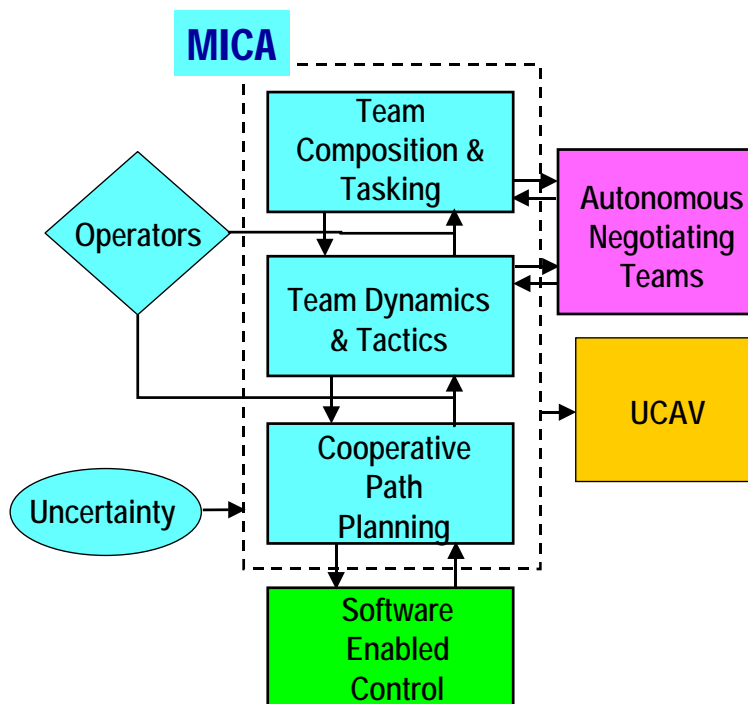 MICA
Team
Composition &
Tasking
Autonomous
Negotiating
Teams
Operators
Team Dynamics
& Tactics
UCAV
Cooperative
Path
Planning
Uncertainty
Software
Enabled
Control